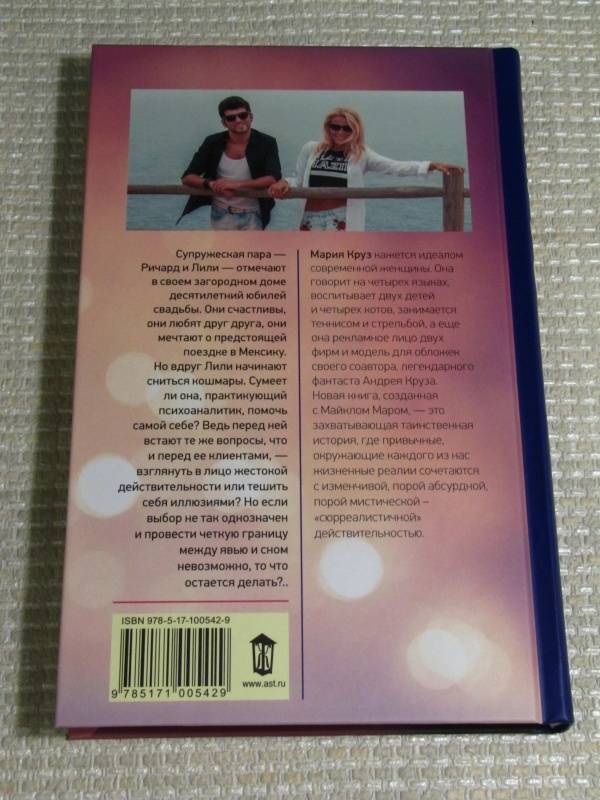 Супружеская пара —
Ричард и Лили — отмечают
в своем загородном доме
десятилетний юбилей
свадьбы. Они счастливы,
они любят друг друга, они
мечтают о предстоящей
поездке в Мексику.
Но вдруг Лили начинают
сниться кошмары. Сумеет
ли она, практикующий
психоаналитик, помочь
самой себе? Ведь перед ней
встают те же вопросы, что
и перед ее клиентами, —
взглянуть в лицо жестокой
действительности или тешить
себя иллюзиями? Но если
выбор не так однозначен
и провести четкую границу
между явью и сном
невозможно, то что
остается делать?..
Мария Круз кажется идеалом
современной женщины. Она
говорит на четырех языках,
воспитывает двух детей
и четырех котов, занимается
теннисом и стрельбой, а еще
она рекламное лицо двух
фирм и модель для обложек
своего соавтора, легендарного
фантаста Андрея Круза.
Новая книга, созданная
с Майклом Маром, — это
захватывающая таинственная
история, где привычные,
окружающие каждого из нас
жизненные реалии сочетаются
с изменчивой, порой абсурдной,
порой мистической –
«сюрреалистичной»
действительностью.
ISBN 978-5-17-100542-9
9 785171 005429
www.ast.ru